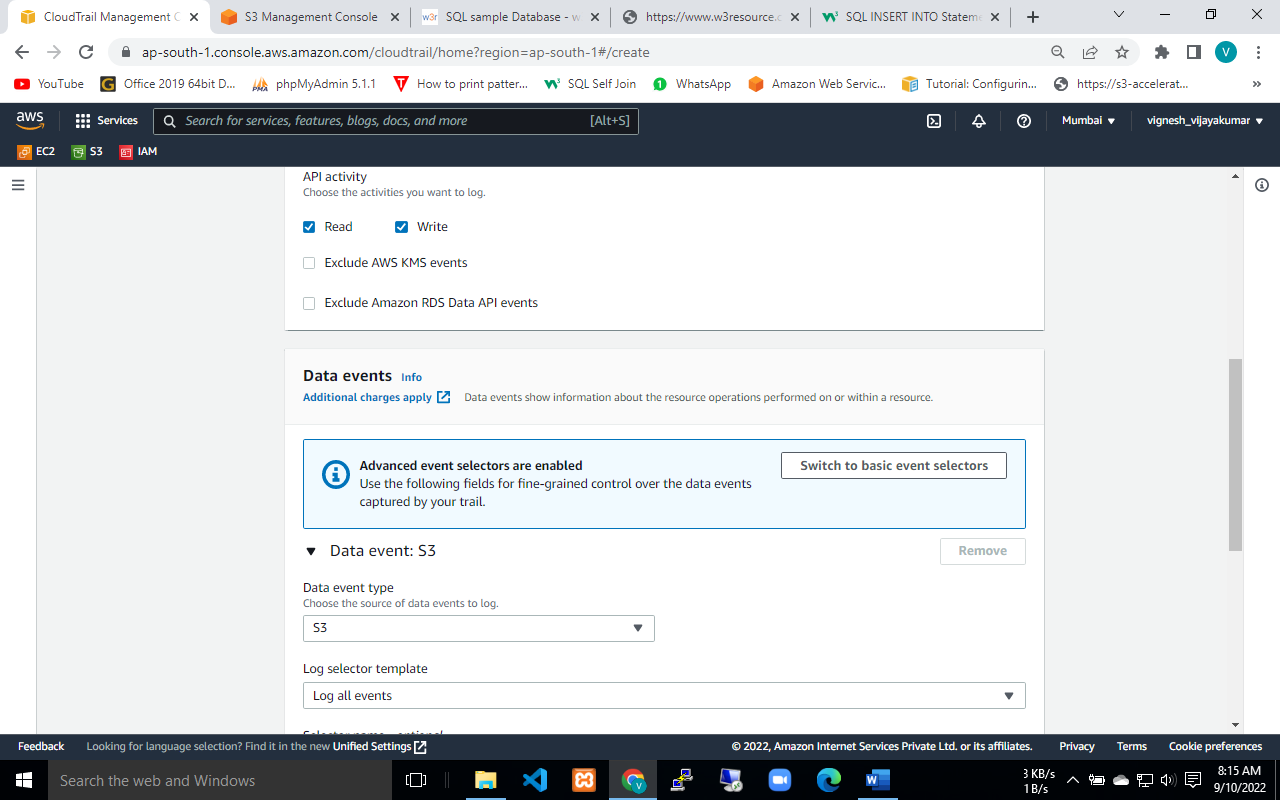 CloudTrail Management C
S3 Management Console
w3r
SQL sample Database - w
https://www.w3resource.c
SQL INSERT INTO Stateme
ap-south-1.console.aws.amazon.com/cloudtrail/home?region=ap-south-1#/create
V
YouTube
Office 2019 64bit D...
phpMyAdmin 5.1.1
How to print patter...
SQL Self Join
1
WhatsApp
Amazon Web Servic...
Tutorial: Configurin...
https://s3-accelerat...
»
aws
Services
Search for services, features, blogs, docs, and more
[Alt+S]
Mumbai
vignesh_vijayakumar
EC2
S3
IAM
API activity
Choose the activities you want to log.
Read
Write
Exclude AWS KMS events
Exclude Amazon RDS Data API events
Data events Info
Additional charges apply
Data events show information about the resource operations performed on or within a resource.
Advanced event selectors are enabled
Use the following fields for fine-grained control over the data events
captured by your trail.
Switch to basic event selectors
Data event: S3
Remove
Data event type
Choose the source of data events to log.
S3
Log selector template
Log all events
Selector name - optional
Feedback
Looking for language selection? Find it in the new Unified Settings
© 2022, Amazon Internet Services Private Ltd. or its affiliates.
Privacy
Terms
Cookie preferences
Search the web and Windows
3 KB/s
1 B/s
8:15 AM
9/10/2022